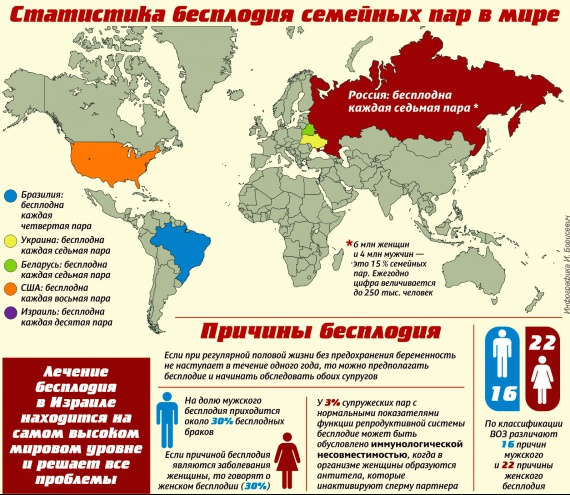 Статистика бесплодия семейных пар в мире
Россия: бесплодна
каждая седьмая пара *
Бразилия:
бесплодна
каждая
четвертая пара
Украина: бесплодна
каждая седьмая пара
Беларусь: бесплодна
каждая седьмая пара
США: бесплодна
каждая восьмая пара
Израиль: бесплодна
каждая десятая пара
*6 млн женщин
и 4 млн мужчин —
это 15 % семейных
пар. Ежегодно
цифра увеличивается
до 250 тыс. человек
Инфографика И. Борисевич
Причины бесплодия
Если при регулярной половой жизни без предохранения беременность
не наступает в течение одного года, то можно предполагать
бесплодие и начинать обследовать обоих супругов
Лечение
бесплодия
в Израиле
находится на
самом высоком
мировом уровне
и решает все
проблемы
На долю мужского
бесплодия приходится
около 30% бесплодных
браков
Если причиной бесплодия
являются заболевания
женщины, то говорят о
женском бесплодии (30%)
У 3% супружеских пар с
нормальными показателями
функции репродуктивной системы
бесплодие может быть
обусловлено иммунологической
несовместимостью, когда в
организме женщины образуются
антитела, которые
инактивируют сперму партнера
16
22
По классификации
ВОЗ различают
16 причин
мужского
и 22 причины
женского
бесплодия